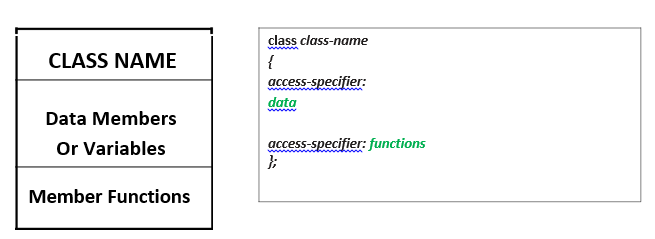 CLASS NAME
Data Members
Or Variables
Member Functions
class class-name
{
access-specifier:
data
access-specifier: functions
};